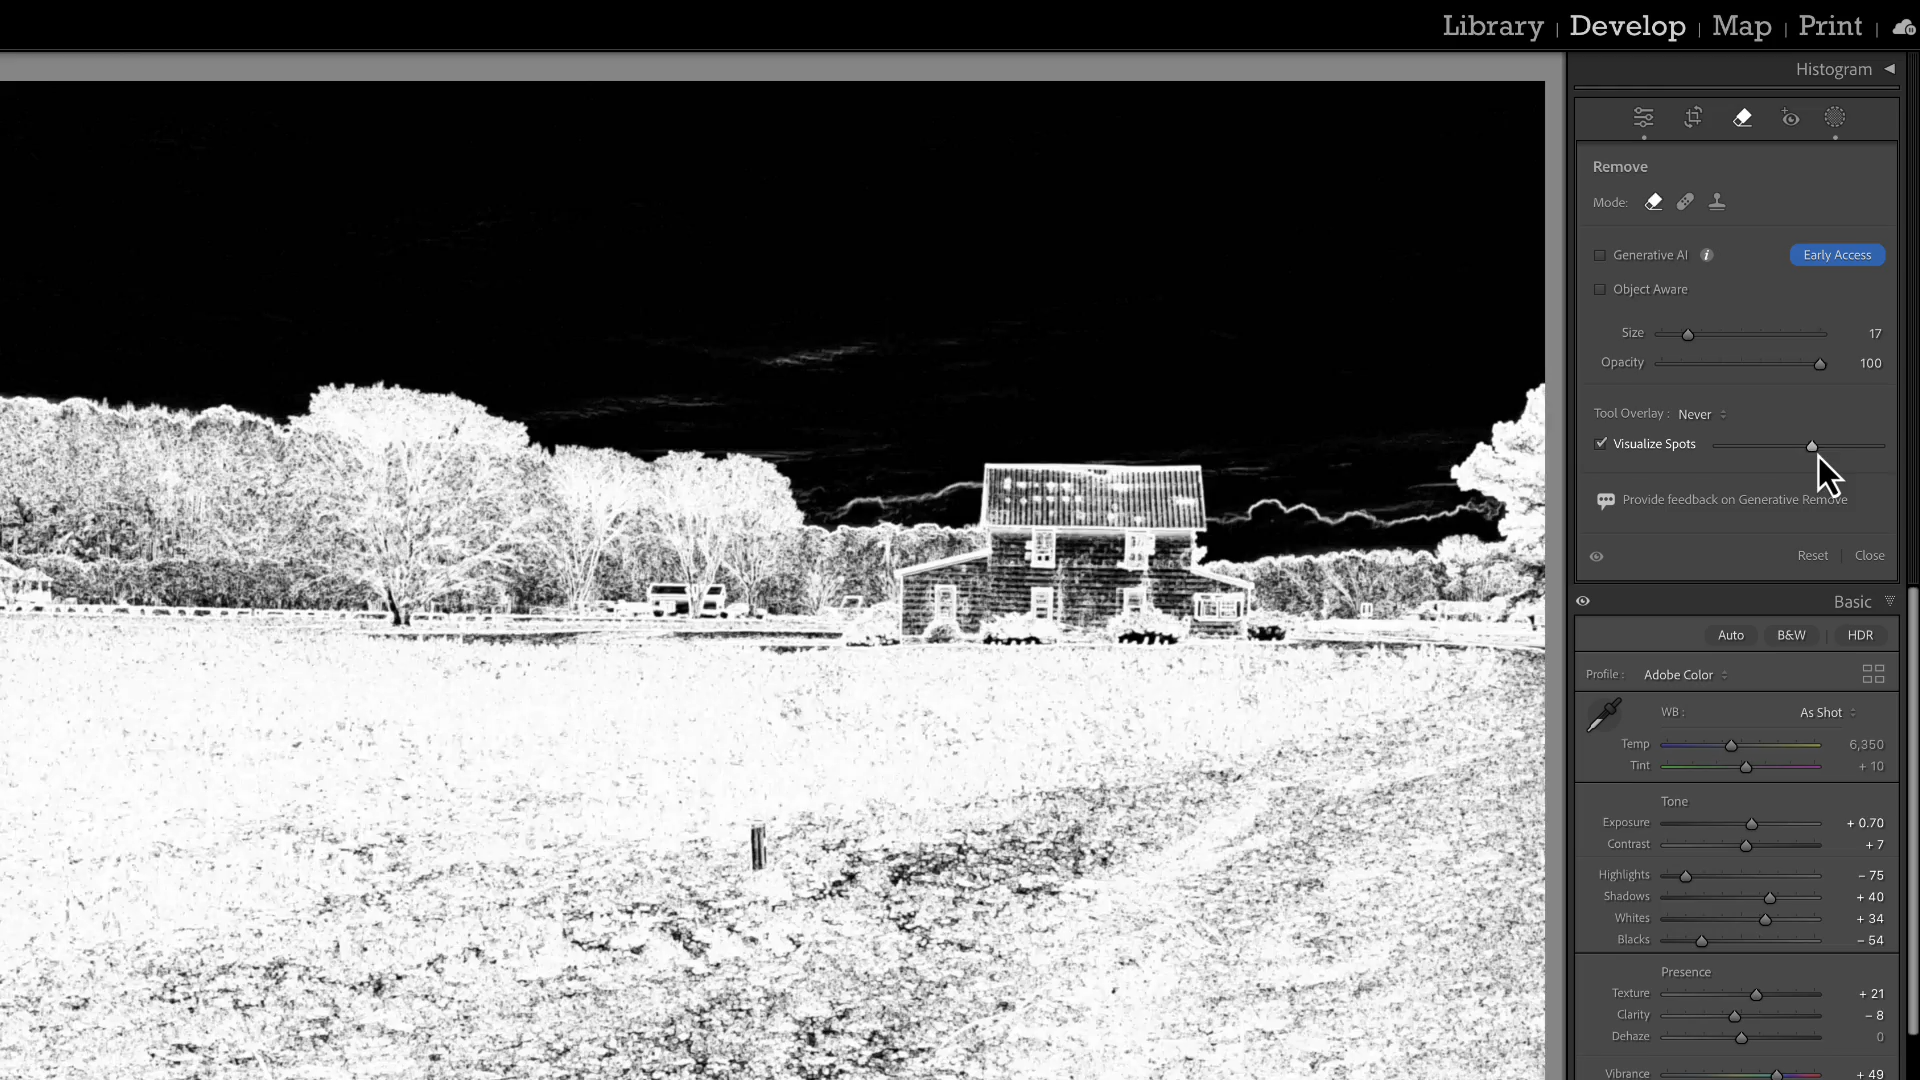 Library | Develop | Map | Print |
Histogram
Remove
Mode:
Generative AI i Early Access
Object Aware
Size 17
Opacity 100
Tool Overlay : Never
Visualize Spots
Provide feedback on Generative Remove
Reset | Close
Basic
Auto B&W | HDR
Profile : Adobe Color
WB : As Shot
Temp 6,350
Tint + 10
Tone
Exposure + 0.70
Contrast + 7
Highlights – 75
Shadows + 40
Whites + 34
Blacks – 54
Presence
Texture + 21
Clarity – 8
Dehaze 0
Vibrance + 49